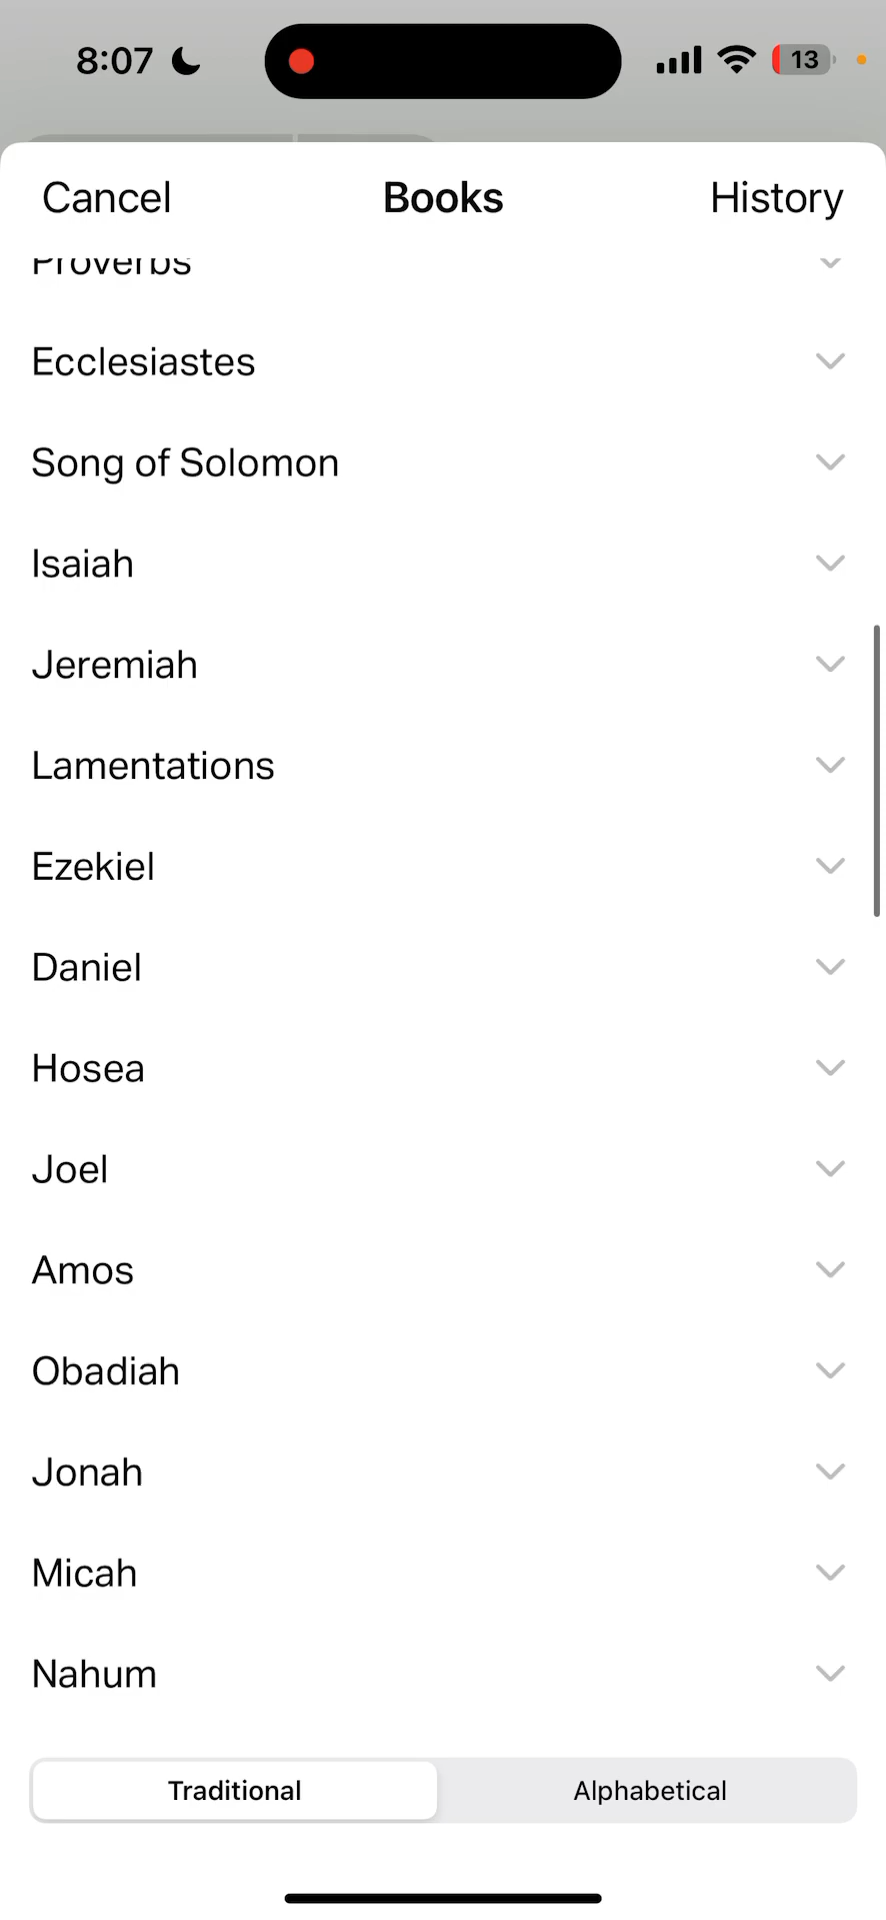 8:07
13
Cancel Books History
Proverbs
Ecclesiastes
Song of Solomon
Isaiah
Jeremiah
Lamentations
Ezekiel
Daniel
Hosea
Joel
Amos
Obadiah
Jonah
Micah
Nahum
Traditional Alphabetical